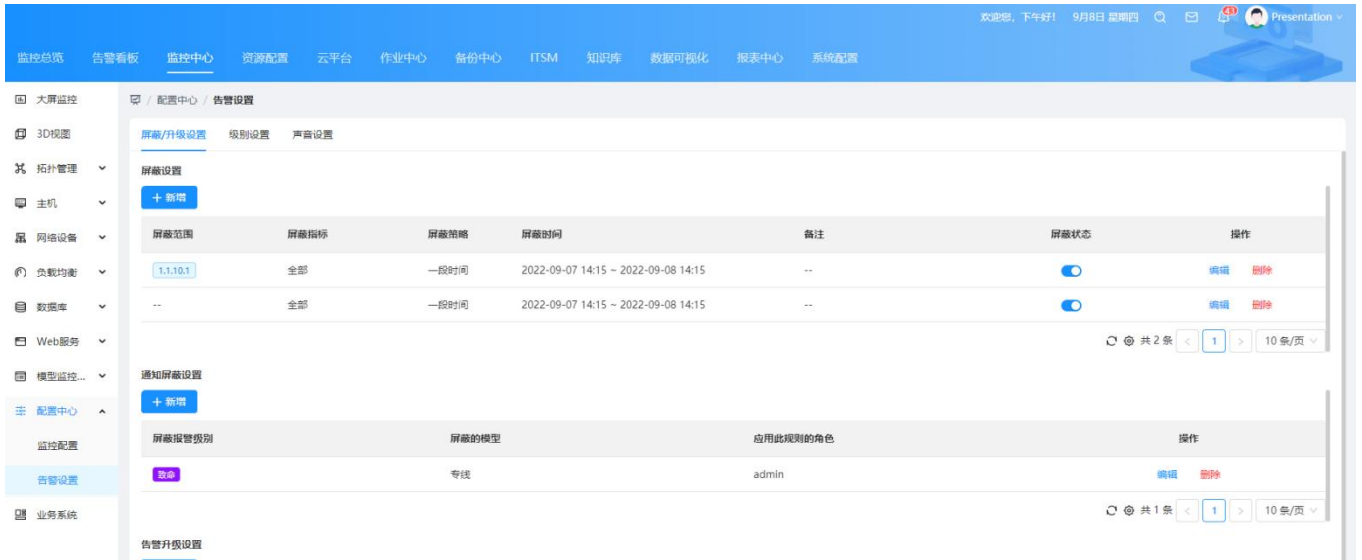 欢迎您，下午好! 9月8日 星期四 43 Presentation
监控总览 告警看板 监控中心 资源配置 云平台 作业中心 备份中心 ITSM 知识库 数据可视化 报表中心 系统配置
大屏监控
3D视图
拓扑管理
主机
网络设备
负载均衡
数据库
Web服务
模型监控...
配置中心
监控配置
告警设置
业务系统
/ 配置中心 / 告警设置
屏蔽/升级设置 级别设置 声音设置
屏蔽设置
+ 新增
屏蔽范围 屏蔽指标 屏蔽策略 屏蔽时间 备注 屏蔽状态 操作
1.1.10.1 全部 一段时间 2022-09-07 14:15 ~ 2022-09-08 14:15 -- 编辑 删除
-- 全部 一段时间 2022-09-07 14:15 ~ 2022-09-08 14:15 -- 编辑 删除
共 2 条 < 1 > 10 条/页
通知屏蔽设置
+ 新增
屏蔽报警级别 屏蔽的模型 应用此规则的角色 操作
致命 专线 admin 编辑 删除
共 1 条 < 1 > 10 条/页
告警升级设置